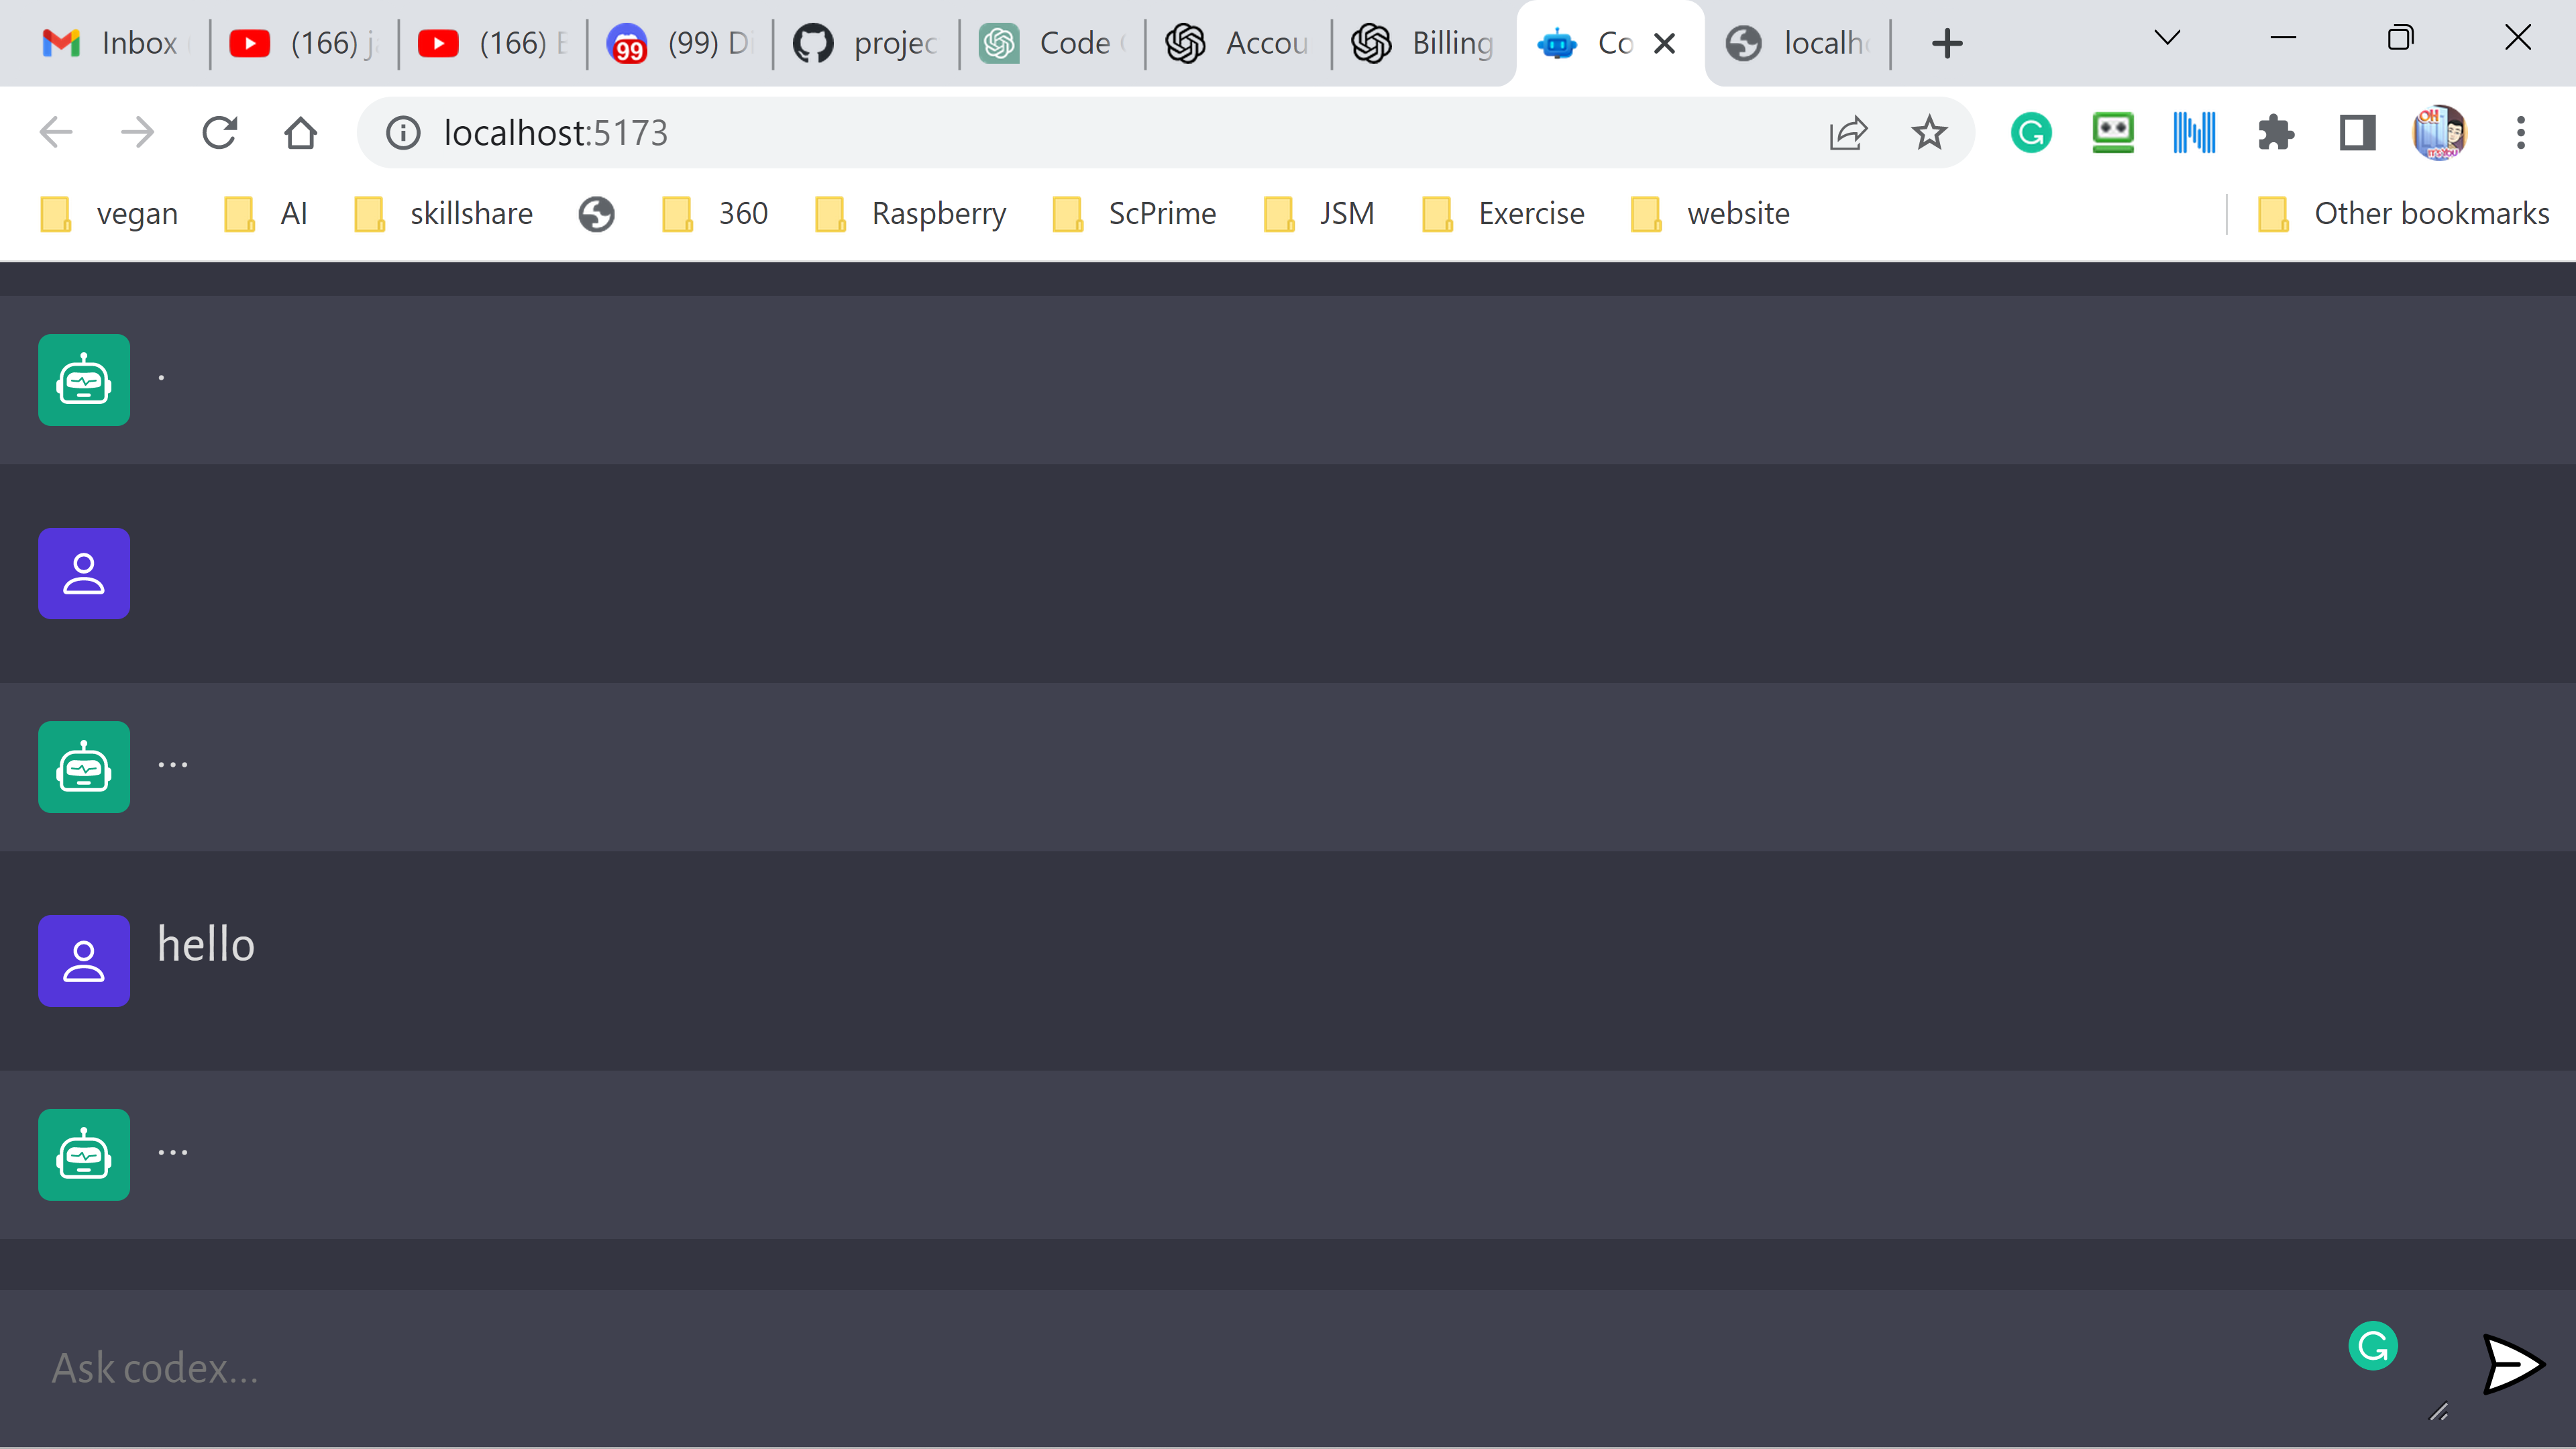 Inbox (166) (166) (99) Di projec Code Accou Billing Co localh
localhost:5173
vegan AI skillshare 360 Raspberry ScPrime JSM Exercise website Other bookmarks
.
...
hello
...
Ask codex...